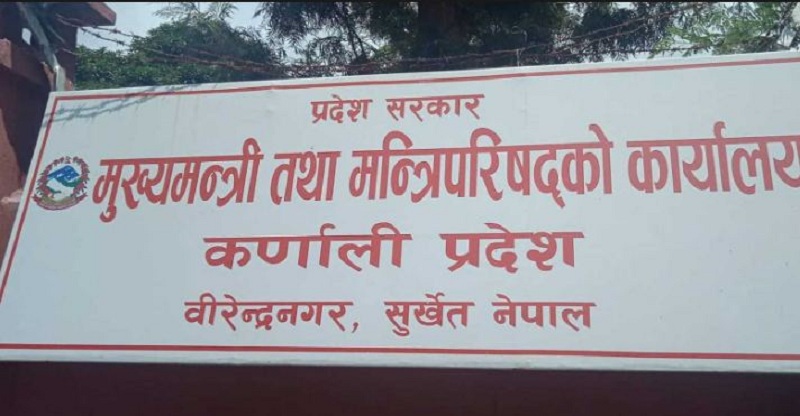 प्रदेश सरकार
मुख्यमन्त्री तथा मन्त्रिपरिषद्को कार्यालय
कर्णाली प्रदेश
वीरेन्द्रनगर, सुर्खेत नेपाल